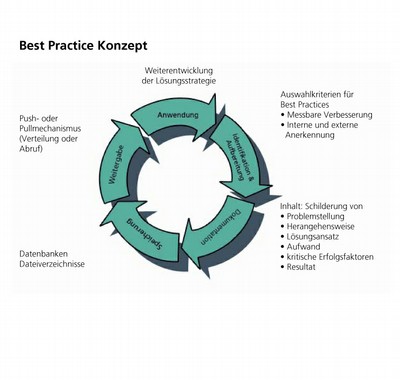 Best Practice Konzept
Weiterentwicklung
der Lösungsstrategie
Auswahlkriterien für
Best Practices
• Messbare Verbesserung
• Interne und externe
Anerkennung
Push- oder
Pullmechanismus
(Verteilung oder
Abruf)
Anwendung
Identifikation &
Aufbereitung
Weitergabe
Dokumentation
Speicherung
Inhalt: Schilderung von
• Problemstellung
• Herangehensweise
• Lösungsansatz
• Aufwand
• kritische Erfolgsfaktoren
• Resultat
Datenbanken
Dateiverzeichnisse